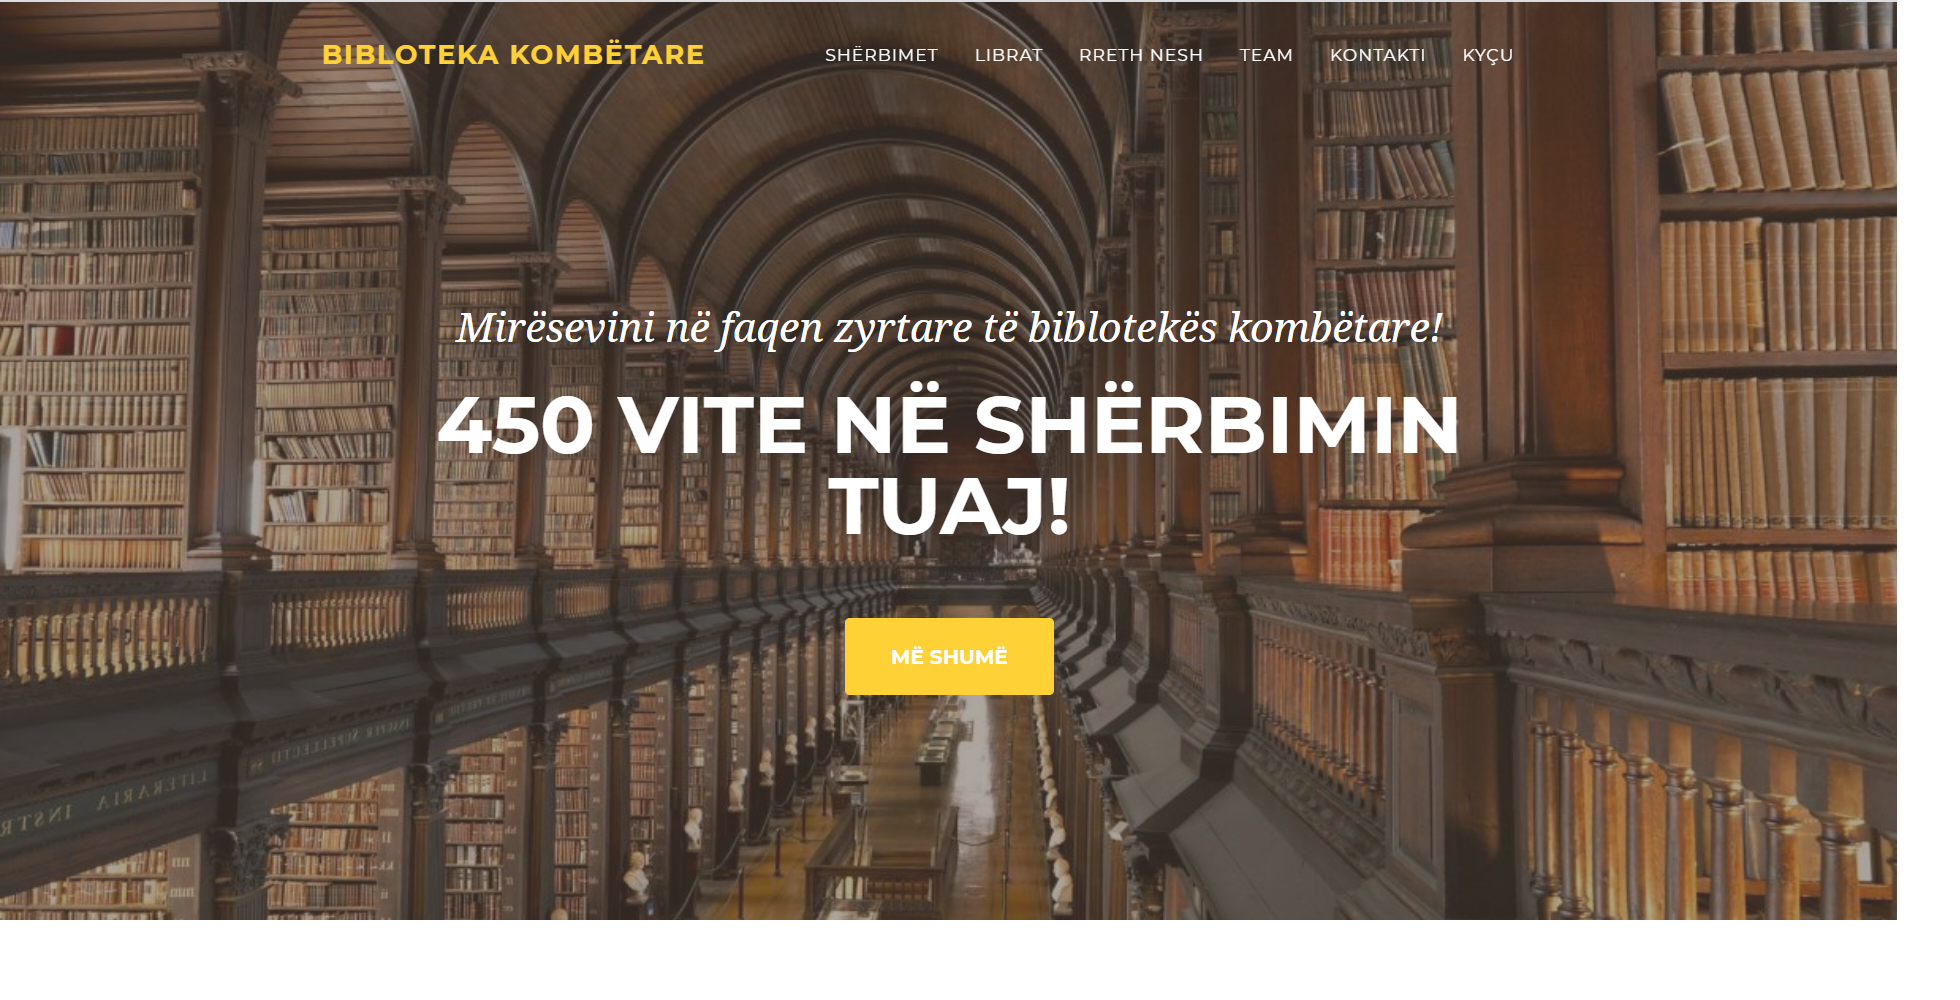 BIBLOTEKA KOMBËTARE
SHËRBIMET LIBRAT RRETH NESH TEAM KONTAKTI KYÇU
Mirësevini në faqen zyrtare të biblotekës kombëtare!
450 VITE NË SHËRBIMIN
TUAJ!
MË SHUMË